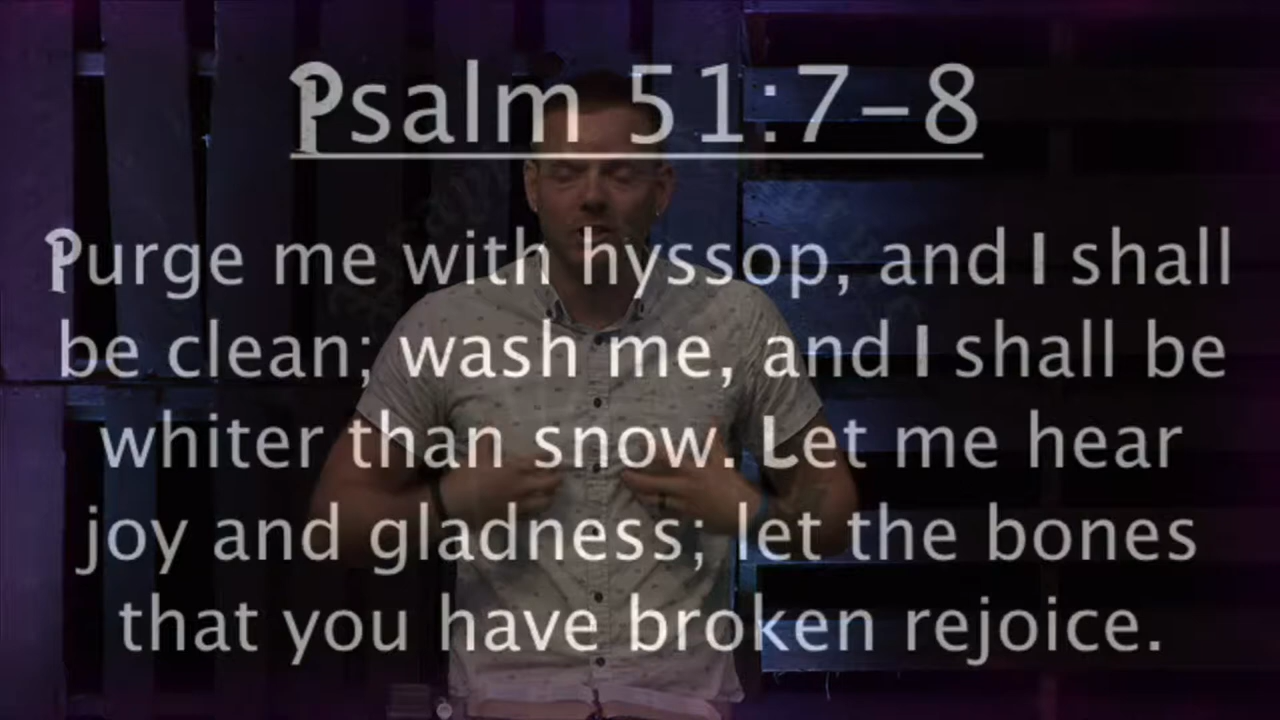 Psalm 51:7-8
Purge me with hyssop, and I shall
be clean; wash me, and I shall be
whiter than snow. Let me hear
joy and gladness; let the bones
that you have broken rejoice.